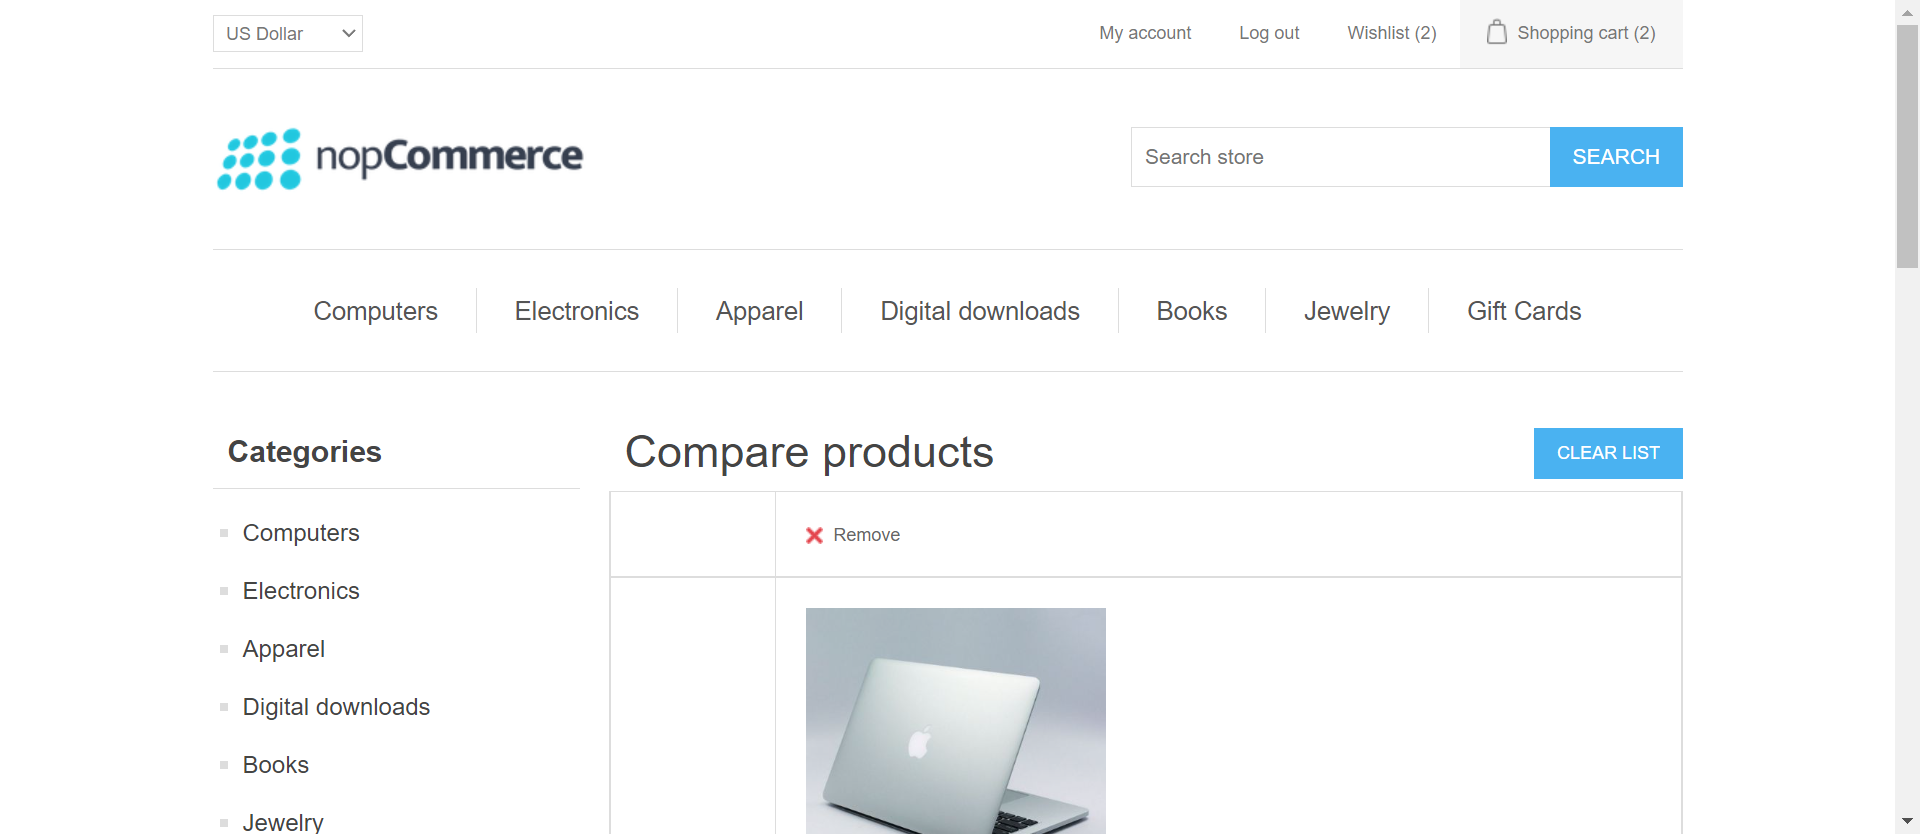 US Dollar
My account
Log out
Wishlist (2)
Shopping cart (2)
nopCommerce
Search store
SEARCH
Computers
Electronics
Apparel
Digital downloads
Books
Jewelry
Gift Cards
Categories
Computers
Electronics
Apparel
Digital downloads
Books
Jewelry
Compare products
CLEAR LIST
Remove